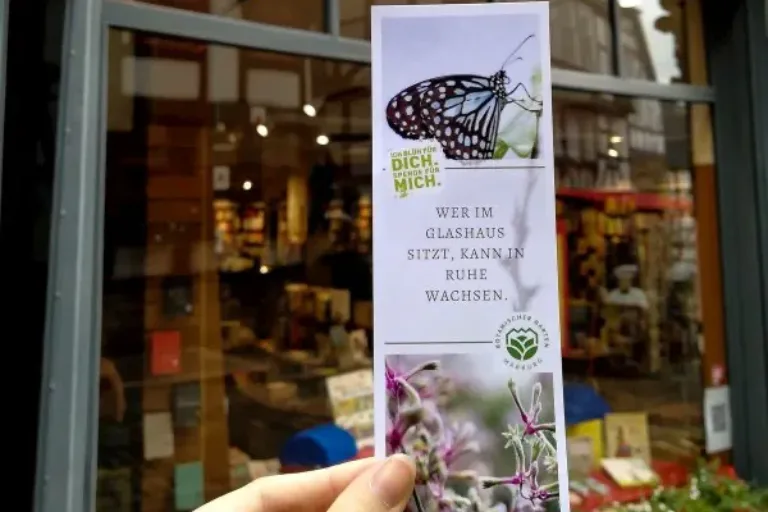 ICH BLÜH FÜR
DICH.
SPENDE FÜR
MICH.
WER IM
GLASHAUS
SITZT, KANN IN
RUHE
WACHSEN.
BOTANISCHER GARTEN
MARBURG